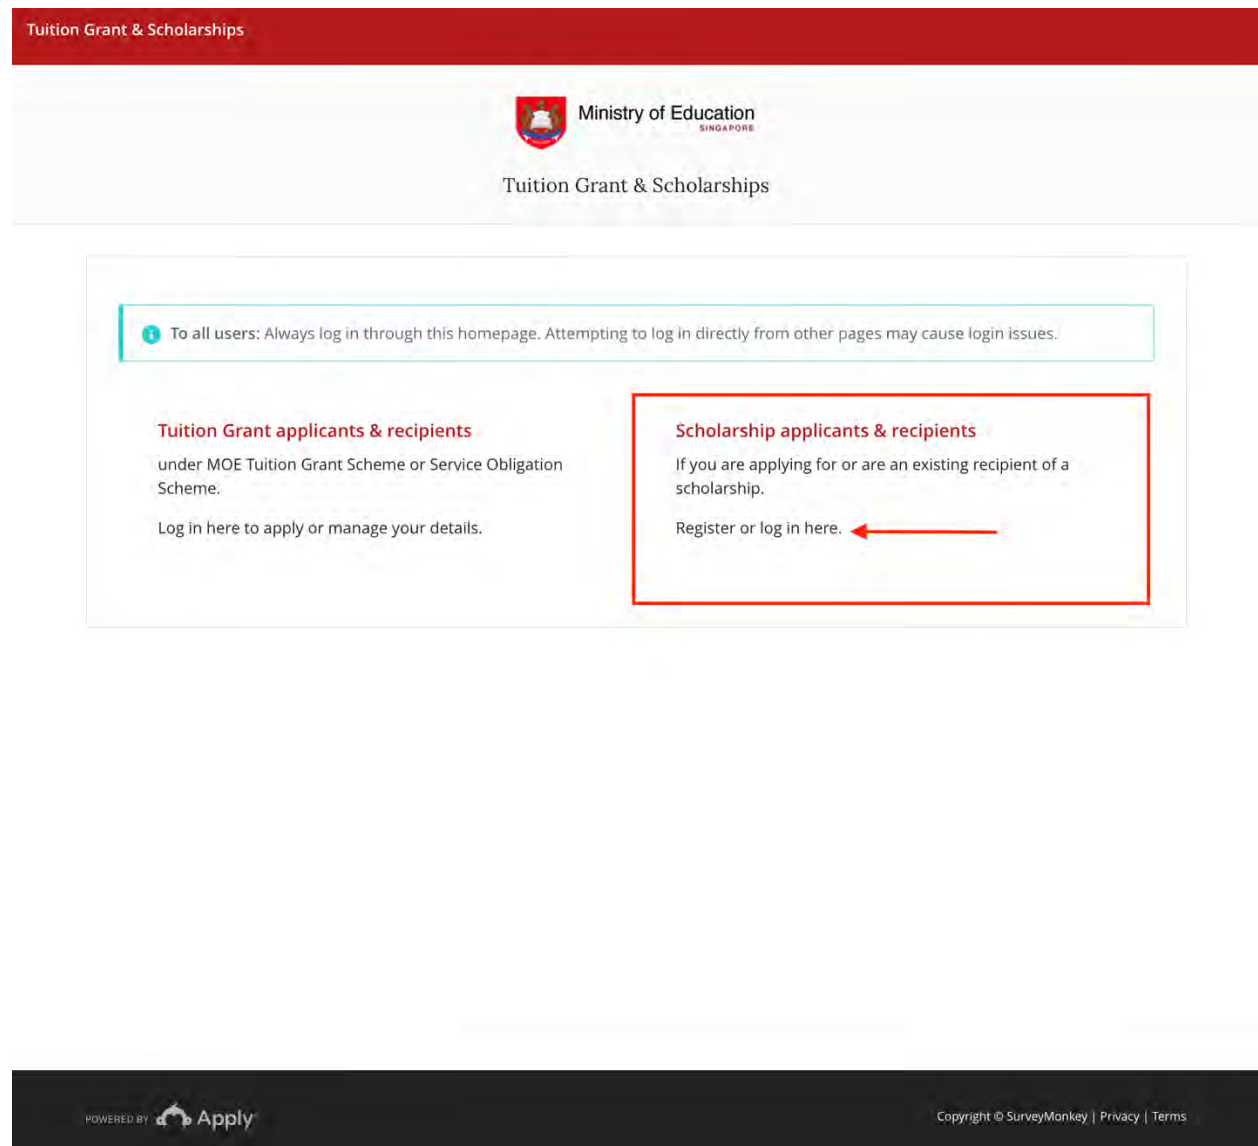 Tuition Grant & Scholarships
Ministry of Education
SINGAPORE
Tuition Grant & Scholarships
To all users: Always log in through this homepage. Attempting to log in directly from other pages may cause login issues.
Tuition Grant applicants & recipients
under MOE Tuition Grant Scheme or Service Obligation
Scheme.
Log in here to apply or manage your details.
Scholarship applicants & recipients
If you are applying for or are an existing recipient of a
scholarship.
Register or log in here.
POWERED BY Apply
Copyright © SurveyMonkey | Privacy | Terms